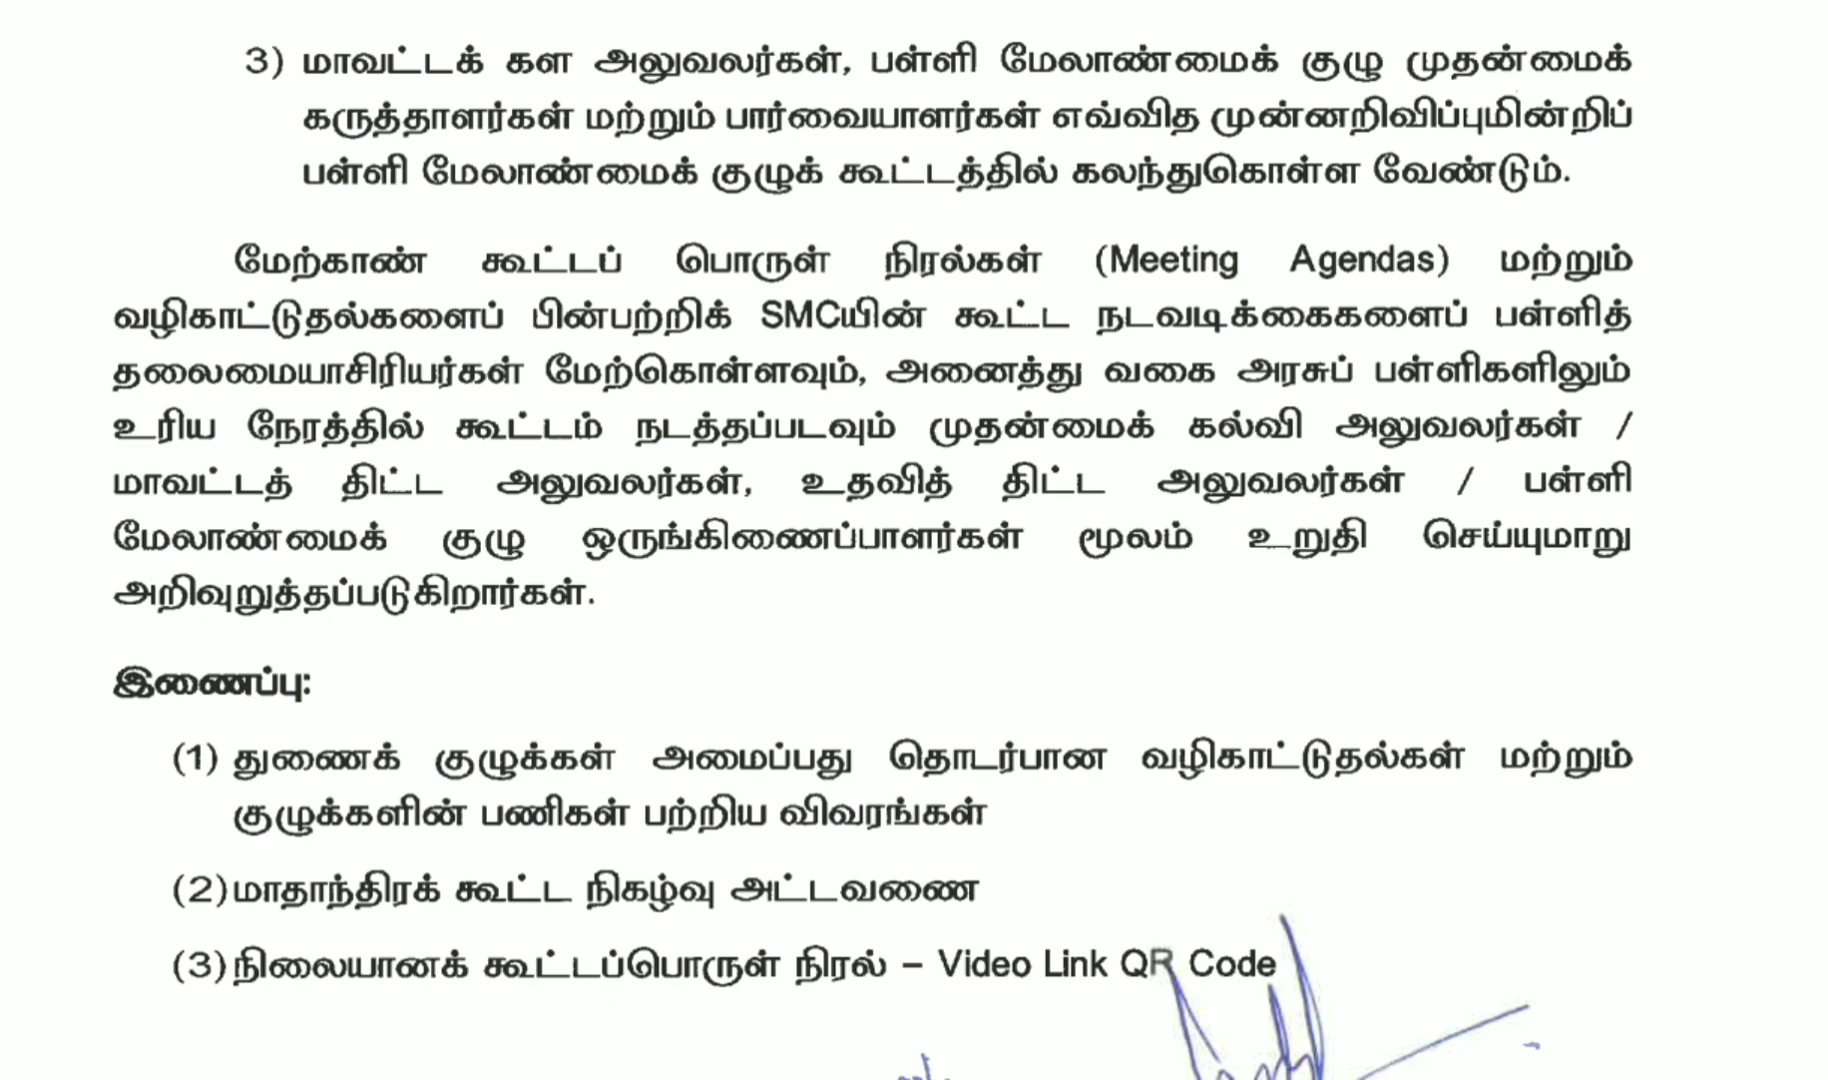 3) மாவட்டக் கள அலுவலர்கள், பள்ளி மேலாண்மைக் குழு முதன்மைக்
கருத்தாளர்கள் மற்றும் பார்வையாளர்கள் எவ்வித முன்னறிவிப்புமின்றிப்
பள்ளி மேலாண்மைக் குழுக் கூட்டத்தில் கலந்துகொள்ள வேண்டும்.
மேற்காண் கூட்டப் பொருள் நிரல்கள் (Meeting Agendas) மற்றும்
வழிகாட்டுதல்களைப் பின்பற்றிக் SMCயின் கூட்ட நடவடிக்கைகளைப் பள்ளித்
தலைமையாசிரியர்கள் மேற்கொள்ளவும், அனைத்து வகை அரசுப் பள்ளிகளிலும்
உரிய நேரத்தில் கூட்டம் நடத்தப்படவும் முதன்மைக் கல்வி அலுவலர்கள் /
மாவட்டத் திட்ட அலுவலர்கள், உதவித் திட்ட அலுவலர்கள் / பள்ளி
மேலாண்மைக் குழு ஒருங்கிணைப்பாளர்கள் மூலம் உறுதி செய்யுமாறு
அறிவுறுத்தப்படுகிறார்கள்.
இணைப்பு:
(1) துணைக் குழுக்கள் அமைப்பது தொடர்பான வழிகாட்டுதல்கள் மற்றும்
குழுக்களின் பணிகள் பற்றிய விவரங்கள்
(2) மாதாந்திரக் கூட்ட நிகழ்வு அட்டவணை
(3) நிலையானக் கூட்டப்பொருள் நிரல் – Video Link QR Code